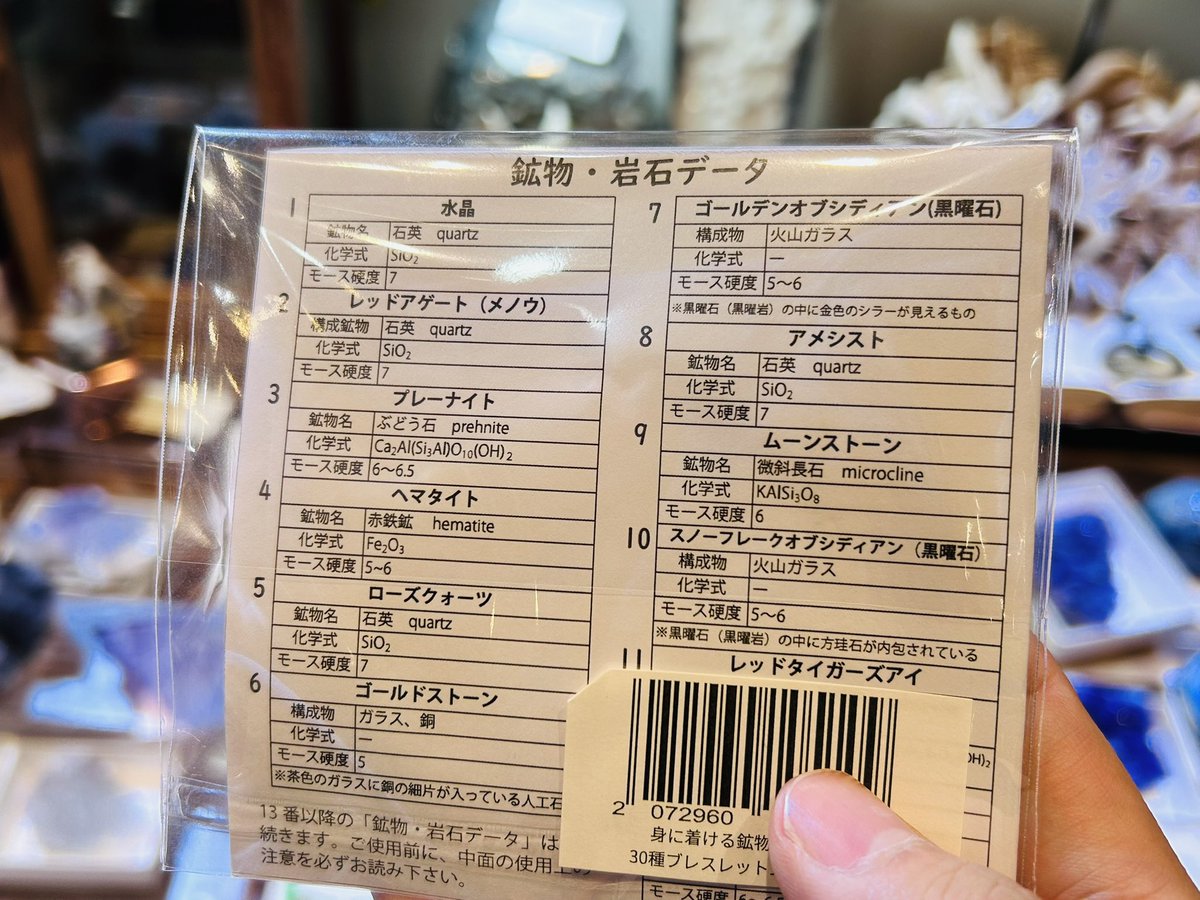 鉱物・岩石データ
1 水晶
鉱物名 石英 quartz
化学式 SiO₂
モース硬度 7
2 レッドアゲート（メノウ）
構成鉱物 石英 quartz
化学式 SiO₂
モース硬度 7
3 プレーナイト
鉱物名 ぶどう石 prehnite
化学式 Ca₂Al(Si₃Al)O₁₀(OH)₂
モース硬度 6～6.5
4 ヘマタイト
鉱物名 赤鉄鉱 hematite
化学式 Fe₂O₃
モース硬度 5~6
5 ローズクォーツ
鉱物名 石英 quartz
化学式 SiO₂
モース硬度 7
6 ゴールドストーン
構成物 ガラス、銅
化学式 ー
モース硬度 5
※茶色のガラスに銅の細片が入っている人工石
13 番以降の「鉱物・岩石データ」は
続きます。ご使用前に、中面の使用上の
注意を必ずお読み下さい。
7 ゴールデンオブシディアン(黒曜石)
構成物 火山ガラス
化学式 ー
モース硬度 5～6
※黒曜石（黒曜岩）の中に金色のシラーが見えるもの
8 アメシスト
鉱物名 石英 quartz
化学式 SiO₂
モース硬度 7
9 ムーンストーン
鉱物名 微斜長石 microcline
化学式 KAlSi₃O₈
モース硬度 6
10 スノーフレークオブシディアン（黒曜石）
構成物 火山ガラス
化学式 ー
モース硬度 5～6
※黒曜石（黒曜岩）の中に方珪石が内包されている
11 レッドタイガーズアイ
OH)₂
2 072960
身に着ける鉱物
30種ブレスレット
モース硬度